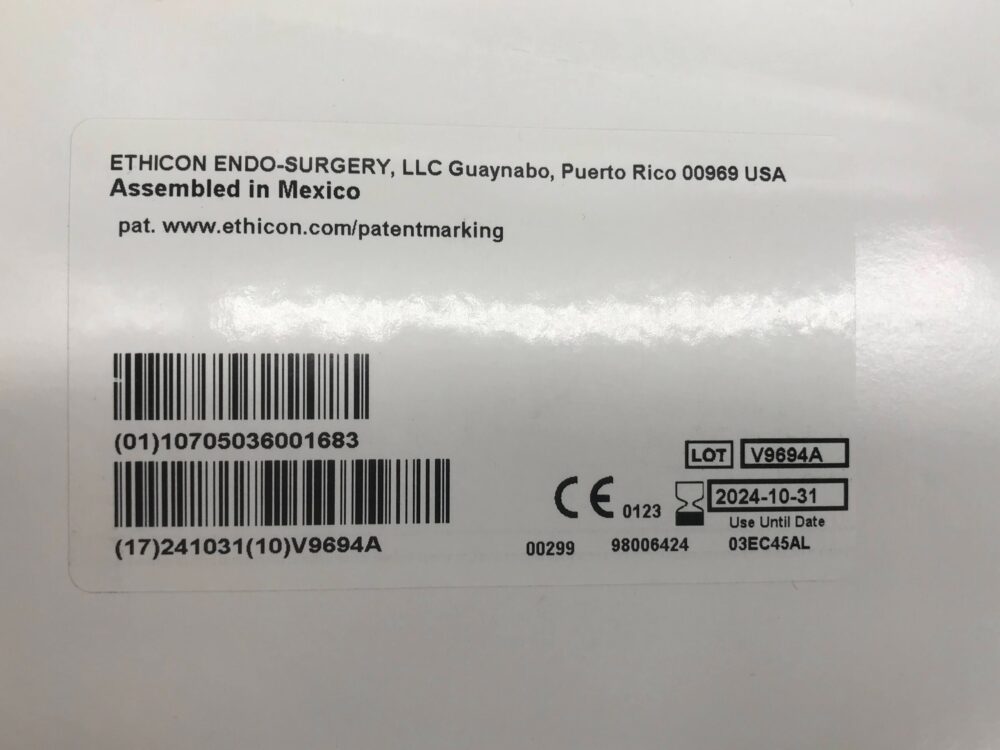 ETHICON ENDO-SURGERY, LLC Guaynabo, Puerto Rico 00969 USA
Assembled in Mexico
pat. www.ethicon.com/patentmarking
(01)10705036001683
(17)241031(10)V9694A
LOT V9694A
CE 0123 2024-10-31
Use Until Date
00299 98006424 03EC45AL